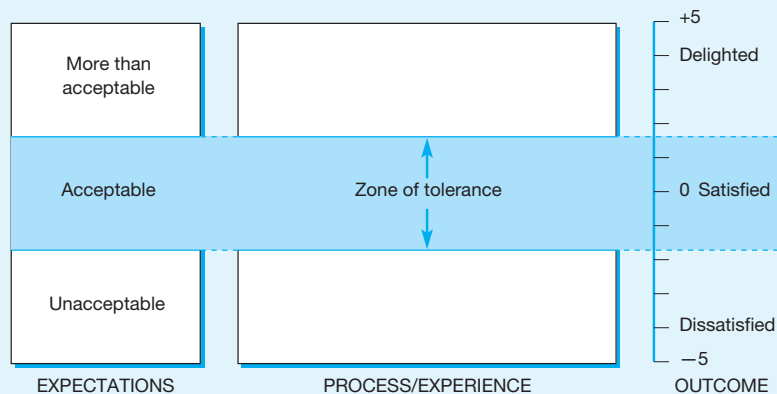 +5
More than
acceptable
Delighted
Acceptable
Zone of tolerance
0 Satisfied
Unacceptable
Dissatisfied
−5
EXPECTATIONS
PROCESS/EXPERIENCE
OUTCOME